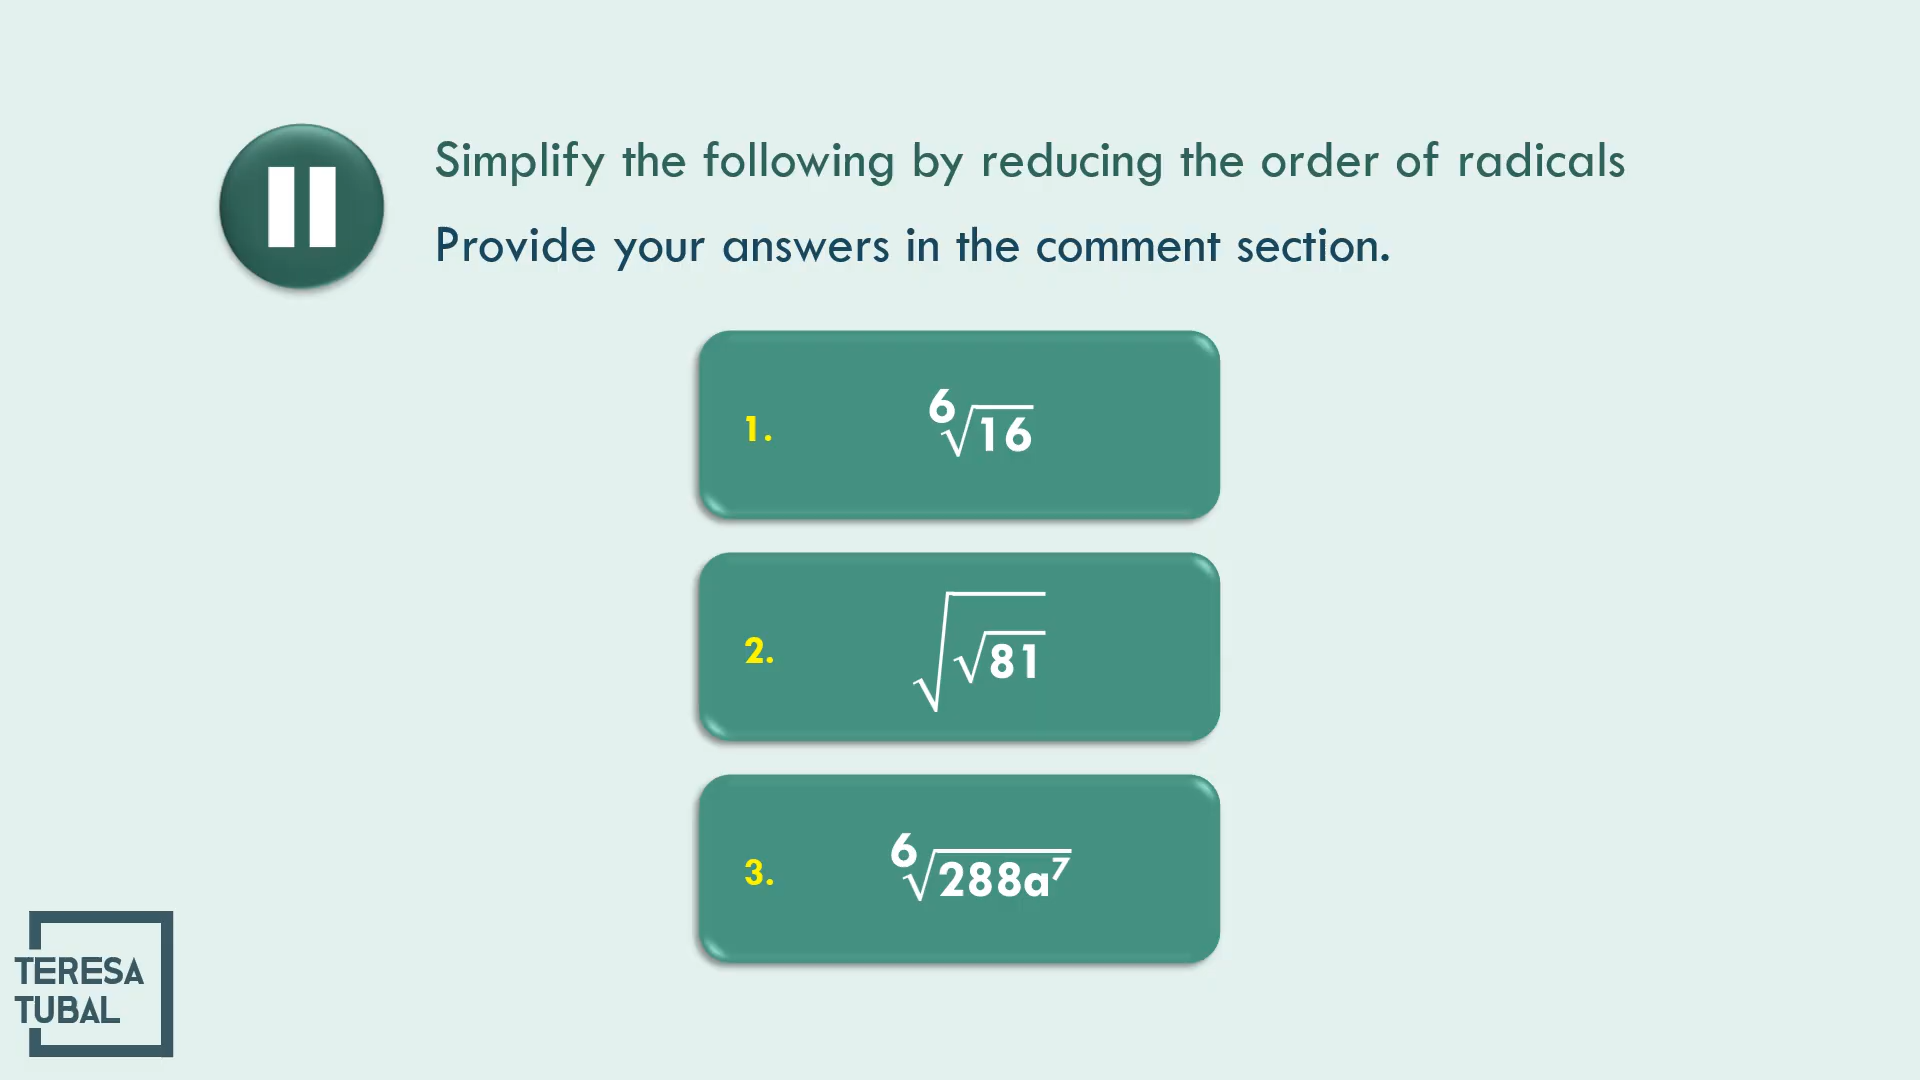 Simplify the following by reducing the order of radicals
Provide your answers in the comment section.
1. ⁶√16
2. √√81
3. ⁶√288a⁷
TERESA
TUBAL